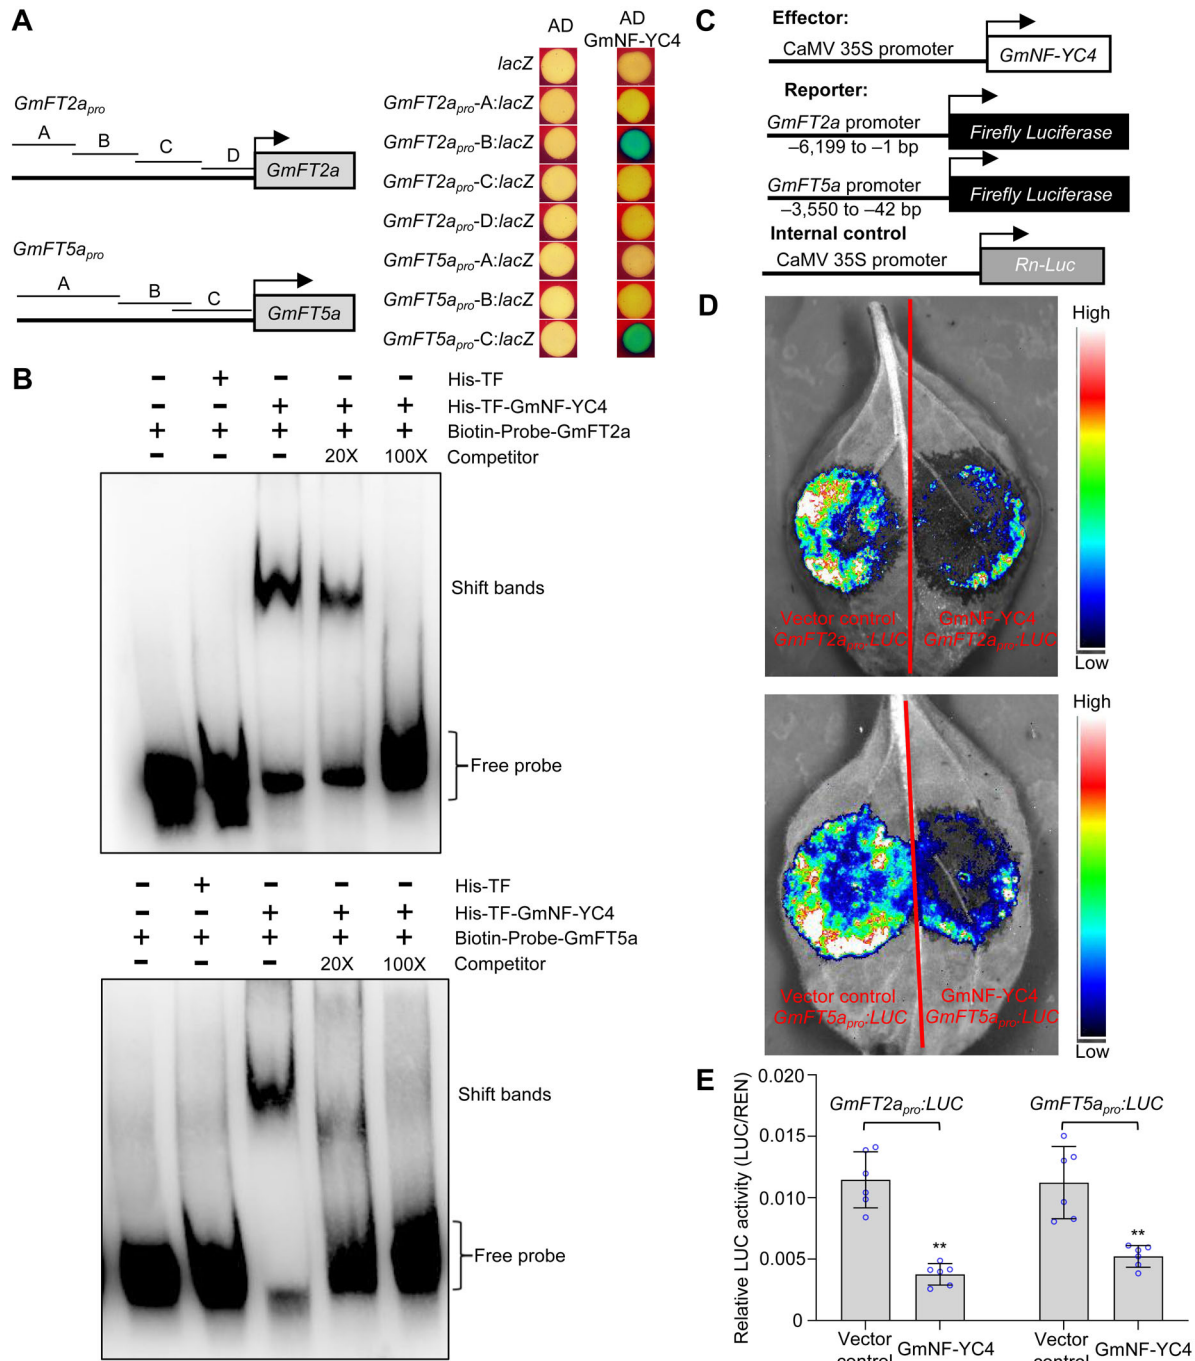 A
AD
AD
GmNF-YC4
lacZ
GmFT2apro-A:lacZ
GmFT2apro-B:lacZ
GmFT2apro-C:lacZ
GmFT2apro-D:lacZ
GmFT5apro-A:lacZ
GmFT5apro-B:lacZ
GmFT5apro-C:lacZ
GmFT2apro
A B C D
GmFT2a
GmFT5apro
A B C
GmFT5a
B
- + - - - His-TF
- - + + + His-TF-GmNF-YC4
+ + + + + Biotin-Probe-GmFT2a
- - - 20X 100X Competitor
Shift bands
Free probe
- + - - - His-TF
- - + + + His-TF-GmNF-YC4
+ + + + + Biotin-Probe-GmFT5a
- - - 20X 100X Competitor
Shift bands
Free probe
C
Effector:
CaMV 35S promoter GmNF-YC4
Reporter:
GmFT2a promoter Firefly Luciferase
–6,199 to –1 bp
GmFT5a promoter Firefly Luciferase
–3,550 to –42 bp
Internal control
CaMV 35S promoter Rn-Luc
D
High
Vector control GmNF-YC4
GmFT2apro:LUC GmFT2apro:LUC
Low
High
Vector control GmNF-YC4
GmFT5apro:LUC GmFT5apro:LUC
Low
E
Relative LUC activity (LUC/REN)
0.020
0.015
0.010
0.005
0
GmFT2apro:LUC GmFT5apro:LUC
** **
Vector GmNF-YC4 Vector GmNF-YC4
control control